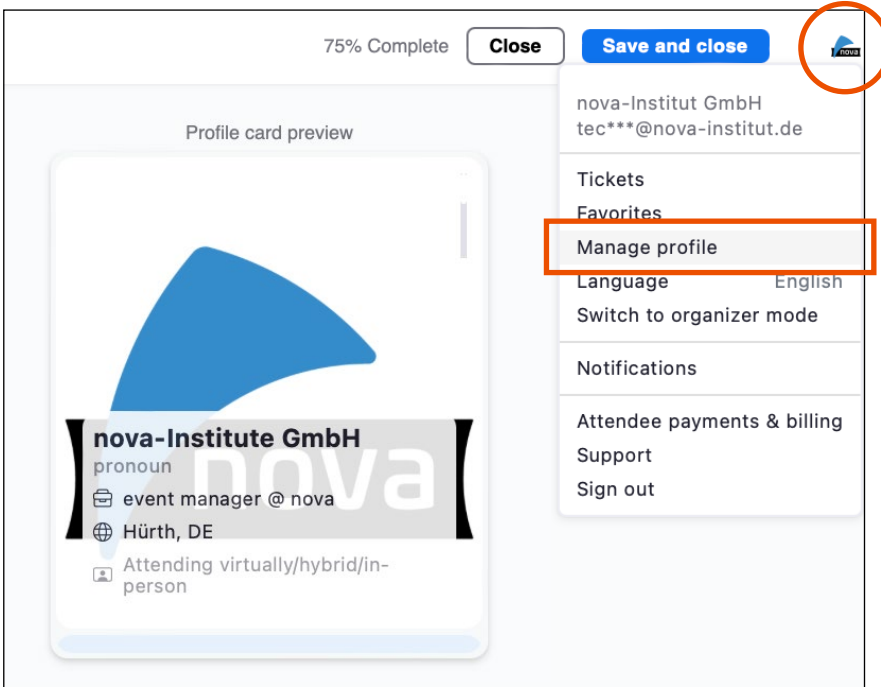 75% Complete
Close
Save and close
nova
nova-Institut GmbH
tec***@nova-institut.de
Tickets
Favorites
Manage profile
Language English
Switch to organizer mode
Notifications
Attendee payments & billing
Support
Sign out
Profile card preview
nova
nova-Institute GmbH
pronoun
event manager @ nova
Hürth, DE
Attending virtually/hybrid/in-
person